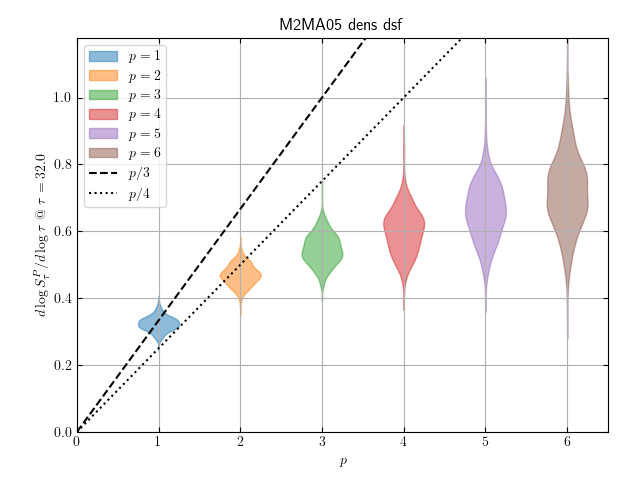 M2MA05 dens dsf
d log S_τ^P / d log τ @ τ = 32.0
1.0
0.8
0.6
0.4
0.2
0.0
p = 1
p = 2
p = 3
p = 4
p = 5
p = 6
p/3
p/4
0 1 2 3 4 5 6
p